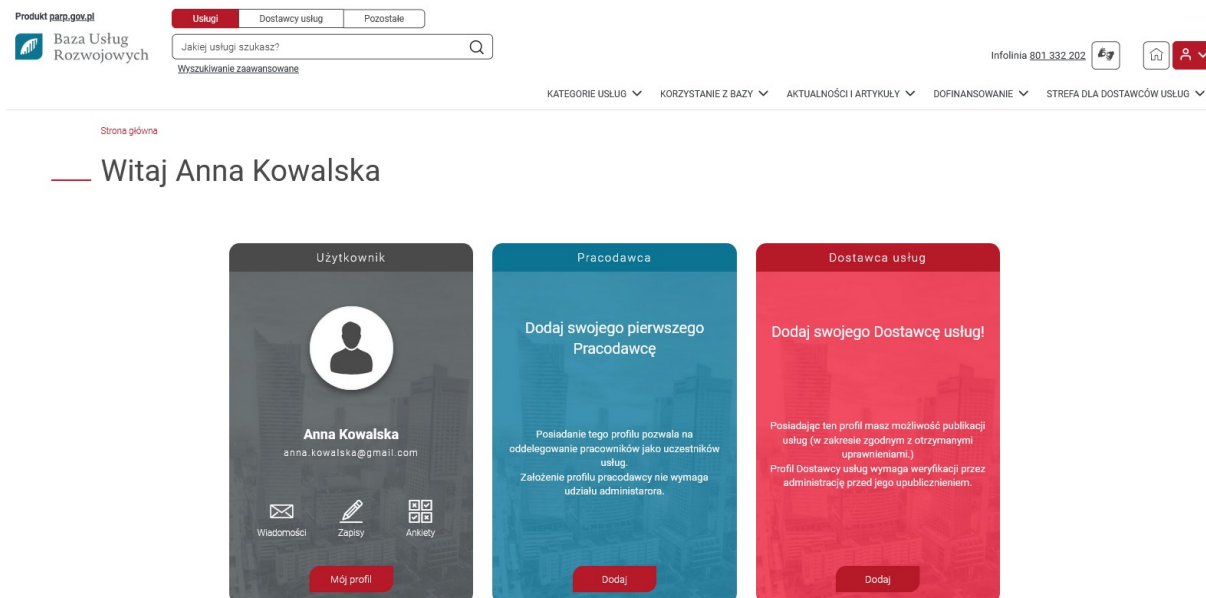 Produkt parp.gov.pl
Baza Usług
Rozwojowych
Usługi
Dostawcy usług
Pozostałe
Jakiej usługi szukasz?
Wyszukiwanie zaawansowane
Infolinia 801 332 202
KATEGORIE USŁUG
KORZYSTANIE Z BAZY
AKTUALNOŚCI I ARTYKUŁY
DOFINANSOWANIE
STREFA DLA DOSTAWCÓW USŁUG
Strona główna
Witaj Anna Kowalska
Użytkownik
Anna Kowalska
anna.kowalska@gmail.com
Wiadomości
Zapisy
Ankiety
Mój profil
Pracodawca
Dodaj swojego pierwszego
Pracodawcę
Posiadanie tego profilu pozwala na
oddelegowanie pracowników jako uczestników
usług.
Założenie profilu pracodawcy nie wymaga
udziału administarora.
Dodaj
Dostawca usług
Dodaj swojego Dostawcę usług!
Posiadając ten profil masz możliwość publikacji
usług (w zakresie zgodnym z otrzymanymi
uprawnieniami.)
Profil Dostawcy usług wymaga weryfikacji przez
administrację przed jego upublicznieniem.
Dodaj